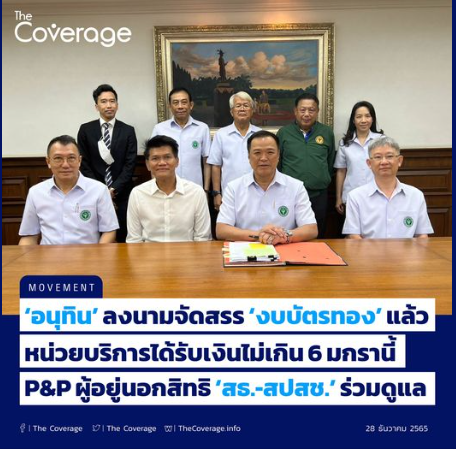 The
Coverage
MOVEMENT
‘อนุทิน’ ลงนามจัดสรร ‘งบบัตรทอง’ แล้ว
หน่วยบริการได้รับเงินไม่เกิน 6 มกรานี้
P&P ผู้อยู่นอกสิทธิ ‘สธ.-สปสช.’ ร่วมดูแล
The Coverage
The Coverage
TheCoverage.info
28 ธันวาคม 2565